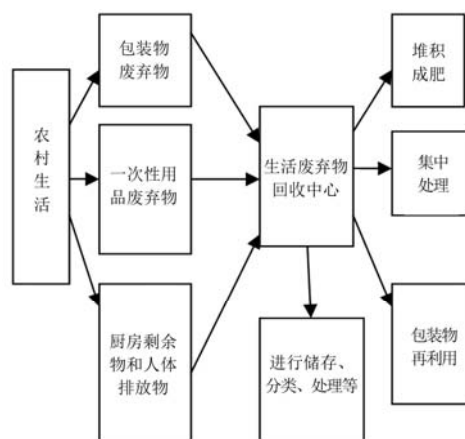 包装物
废弃物
堆积
成肥
农
村
生
活
一次性用
品废弃物
生活废弃物
回收中心
集中
处理
厨房剩余
物和人体
排放物
进行储存、
分类、处理等
包装物
再利用